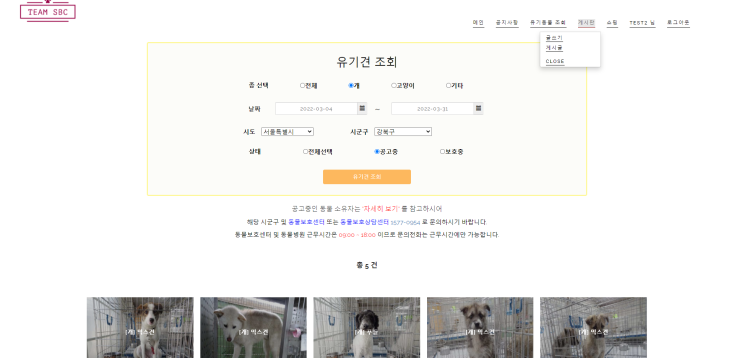 TEAM SBC
메인 공지사항 유기동물 조회 게시판 쇼핑 TEST2 님 로그아웃
글쓰기
게시글
CLOSE
유기견 조회
종 선택 전체 개 고양이 기타
날짜 2022-03-04 ~ 2022-03-31
시도 서울특별시 시군구 강북구
상태 전체선택 공고중 보호중
유기견 조회
공고중인 동물 소유자는 '자세히 보기' 를 참고하시어
해당 시군구 및 동물보호센터 또는 동물보호상담센터 1577-0954 로 문의하시기 바랍니다.
동물보호센터 및 동물병원 근무시간은 09:00 - 18:00 이므로 문의전화는 근무시간에만 가능합니다.
총 5 건
[개] 믹스견 [개] 믹스견 [개] 푸들 [개] 믹스견 [개] 믹스견